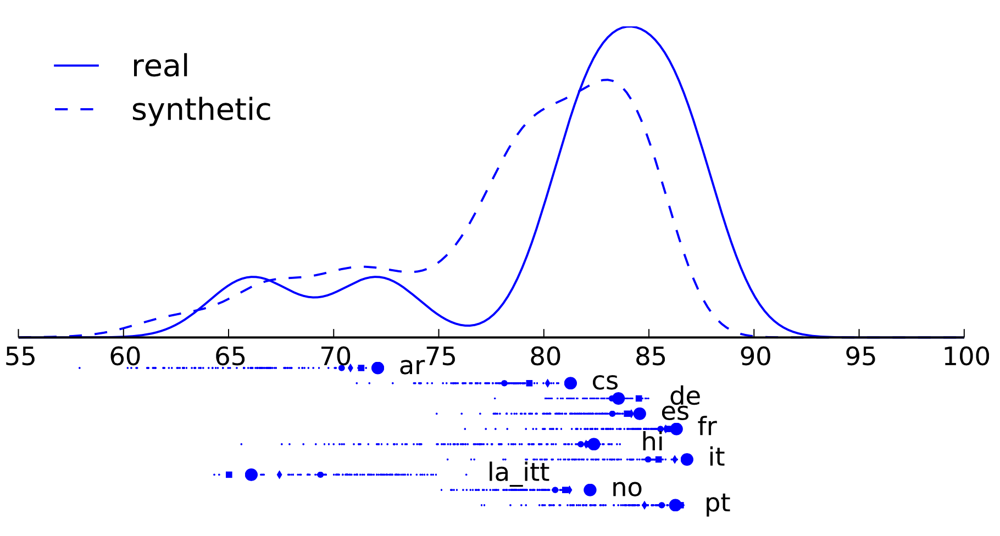 real
synthetic
55 60 65 70 75 80 85 90 95 100
ar
cs
de
es
fr
hi
it
la_itt
no
pt